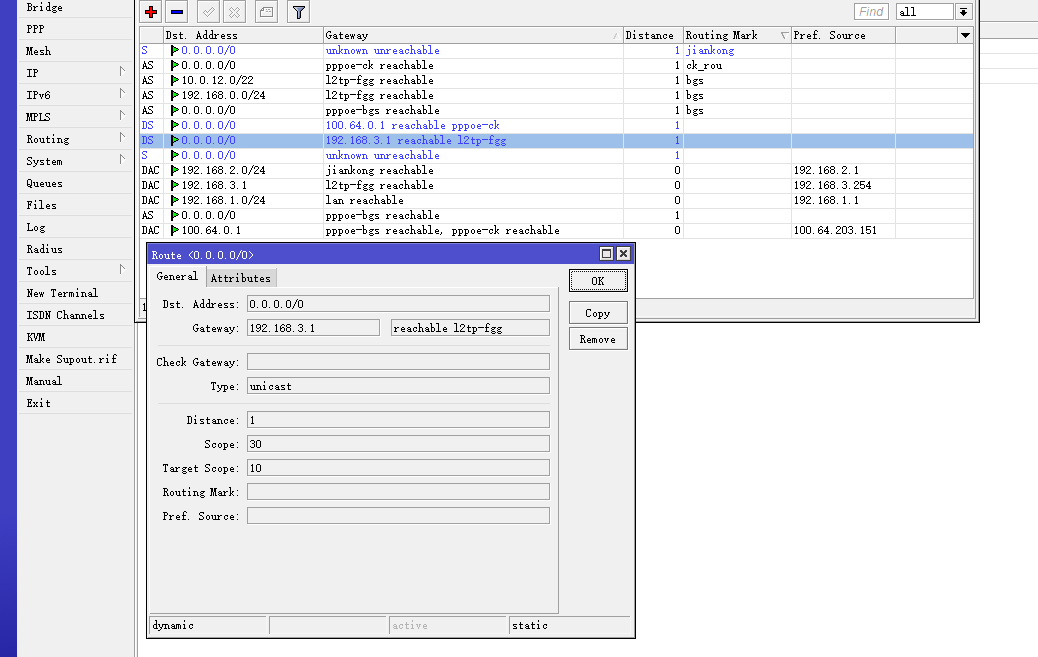 Bridge
PPP
Mesh
IP
IPv6
MPLS
Routing
System
Queues
Files
Log
Radius
Tools
New Terminal
ISDN Channels
KVM
Make Supout.rif
Manual
Exit
Find all
Dst. Address Gateway Distance Routing Mark Pref. Source
S 0.0.0.0/0 unknown unreachable 1 jiankong
AS 0.0.0.0/0 pppoe-ck reachable 1 ck_rou
AS 10.0.12.0/22 l2tp-fgg reachable 1 bgs
AS 192.168.0.0/24 l2tp-fgg reachable 1 bgs
AS 0.0.0.0/0 pppoe-bgs reachable 1 bgs
DS 0.0.0.0/0 100.64.0.1 reachable pppoe-ck 1
DS 0.0.0.0/0 192.168.3.1 reachable l2tp-fgg 1
S 0.0.0.0/0 unknown unreachable 1
DAC 192.168.2.0/24 jiankong reachable 0 192.168.2.1
DAC 192.168.3.1 l2tp-fgg reachable 0 192.168.3.254
DAC 192.168.1.0/24 lan reachable 0 192.168.1.1
AS 0.0.0.0/0 pppoe-bgs reachable 1
DAC 100.64.0.1 pppoe-bgs reachable, pppoe-ck reachable 0 100.64.203.151
Route <0.0.0.0/0>
General Attributes
Dst. Address: 0.0.0.0/0
Gateway: 192.168.3.1 reachable l2tp-fgg
Check Gateway:
Type: unicast
Distance: 1
Scope: 30
Target Scope: 10
Routing Mark:
Pref. Source:
OK
Copy
Remove
dynamic active static